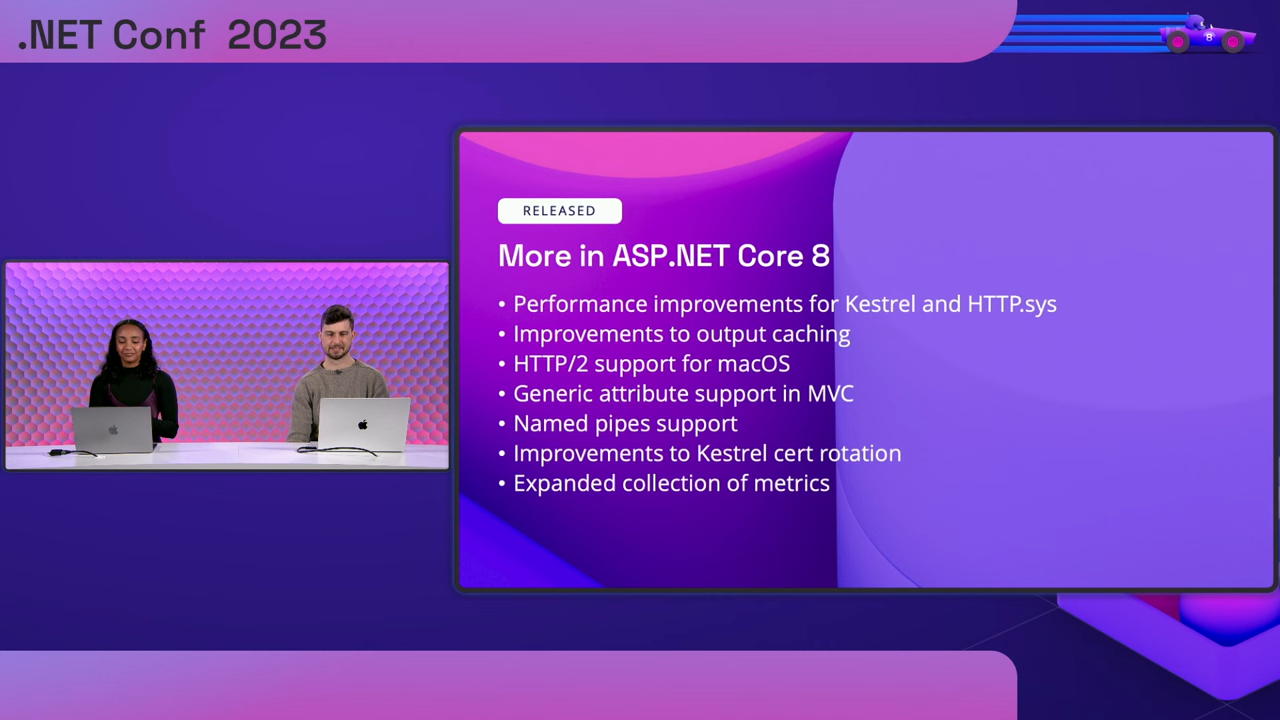 .NET Conf 2023
8
RELEASED
More in ASP.NET Core 8
• Performance improvements for Kestrel and HTTP.sys
• Improvements to output caching
• HTTP/2 support for macOS
• Generic attribute support in MVC
• Named pipes support
• Improvements to Kestrel cert rotation
• Expanded collection of metrics